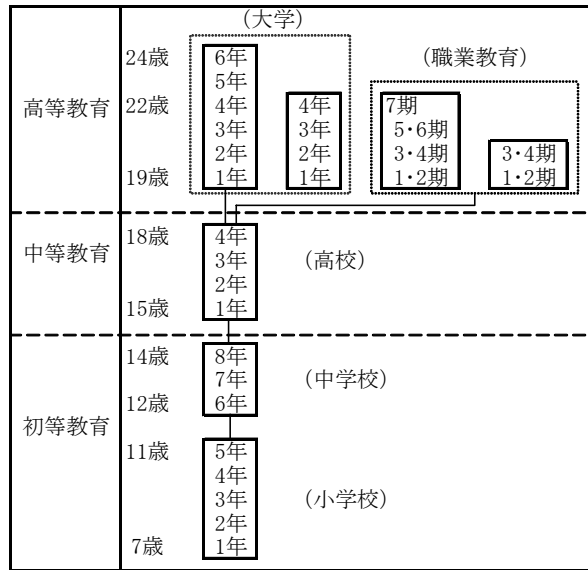 (大学)
(職業教育)
高等教育
24歳
22歳
19歳
6年
5年
4年
3年
2年
1年
4年
3年
2年
1年
7期
5・6期
3・4期
1・2期
3・4期
1・2期
中等教育
18歳
15歳
4年
3年
2年
1年
(高校)
初等教育
14歳
12歳
8年
7年
6年
(中学校)
11歳
7歳
5年
4年
3年
2年
1年
(小学校)